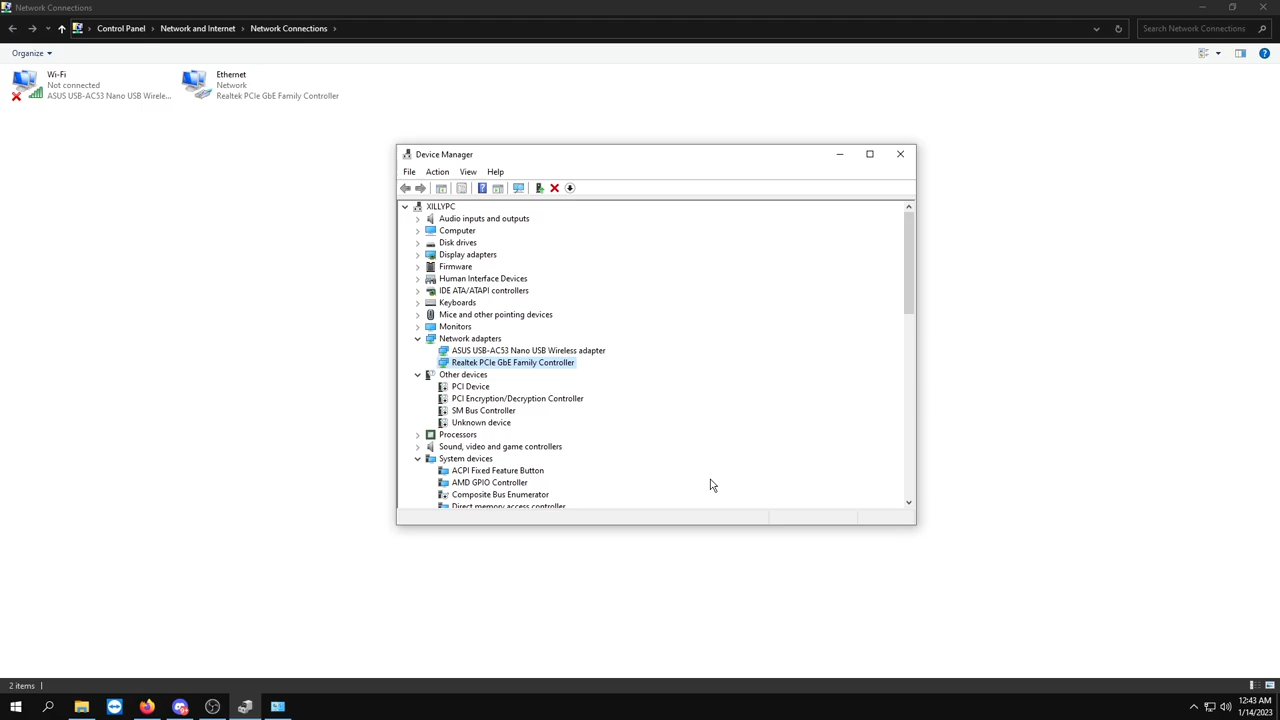 Network Connections
Control Panel
Network and Internet
Network Connections
Search Network Connections
Organize
Wi-Fi
Not connected
ASUS USB-AC53 Nano USB Wirele...
Ethernet
Network
Realtek PCIe GbE Family Controller
Device Manager
File Action View Help
XILLYPC
Audio inputs and outputs
Computer
Disk drives
Display adapters
Firmware
Human Interface Devices
IDE ATA/ATAPI controllers
Keyboards
Mice and other pointing devices
Monitors
Network adapters
ASUS USB-AC53 Nano USB Wireless adapter
Realtek PCIe GbE Family Controller
Other devices
PCI Device
PCI Encryption/Decryption Controller
SM Bus Controller
Unknown device
Processors
Sound, video and game controllers
System devices
ACPI Fixed Feature Button
AMD GPIO Controller
Composite Bus Enumerator
Direct memory access controller
2 items
12:43 AM
1/14/2023